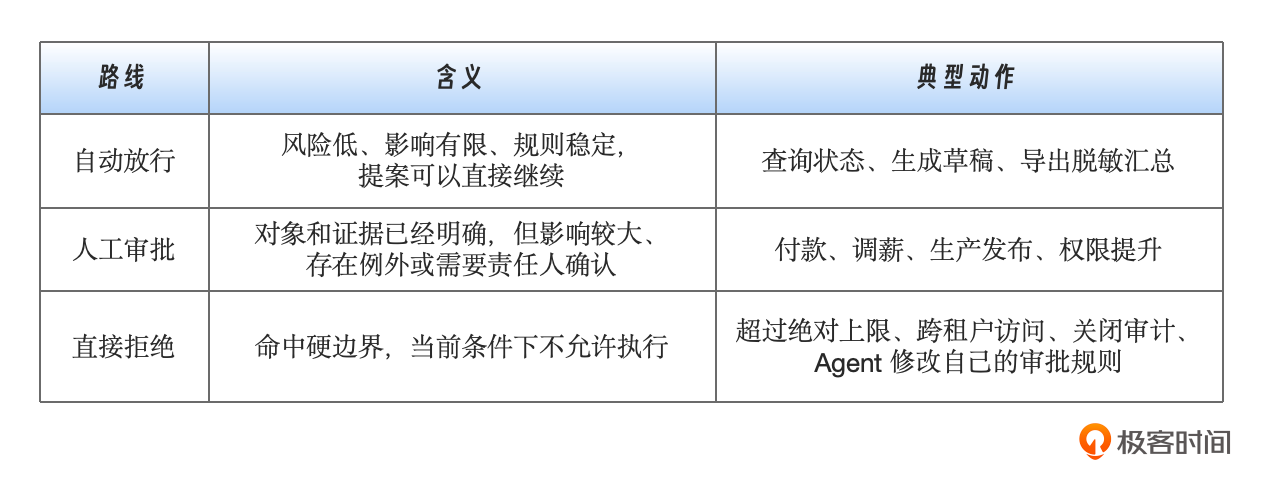 路线
含义
典型动作
自动放行
风险低、影响有限、规则稳定，
提案可以直接继续
查询状态、生成草稿、导出脱敏汇总
人工审批
对象和证据已经明确，但影响较大、
存在例外或需要责任人确认
付款、调薪、生产发布、权限提升
直接拒绝
命中硬边界，当前条件下不允许执行
超过绝对上限、跨租户访问、关闭审计、
Agent 修改自己的审批规则
极客时间